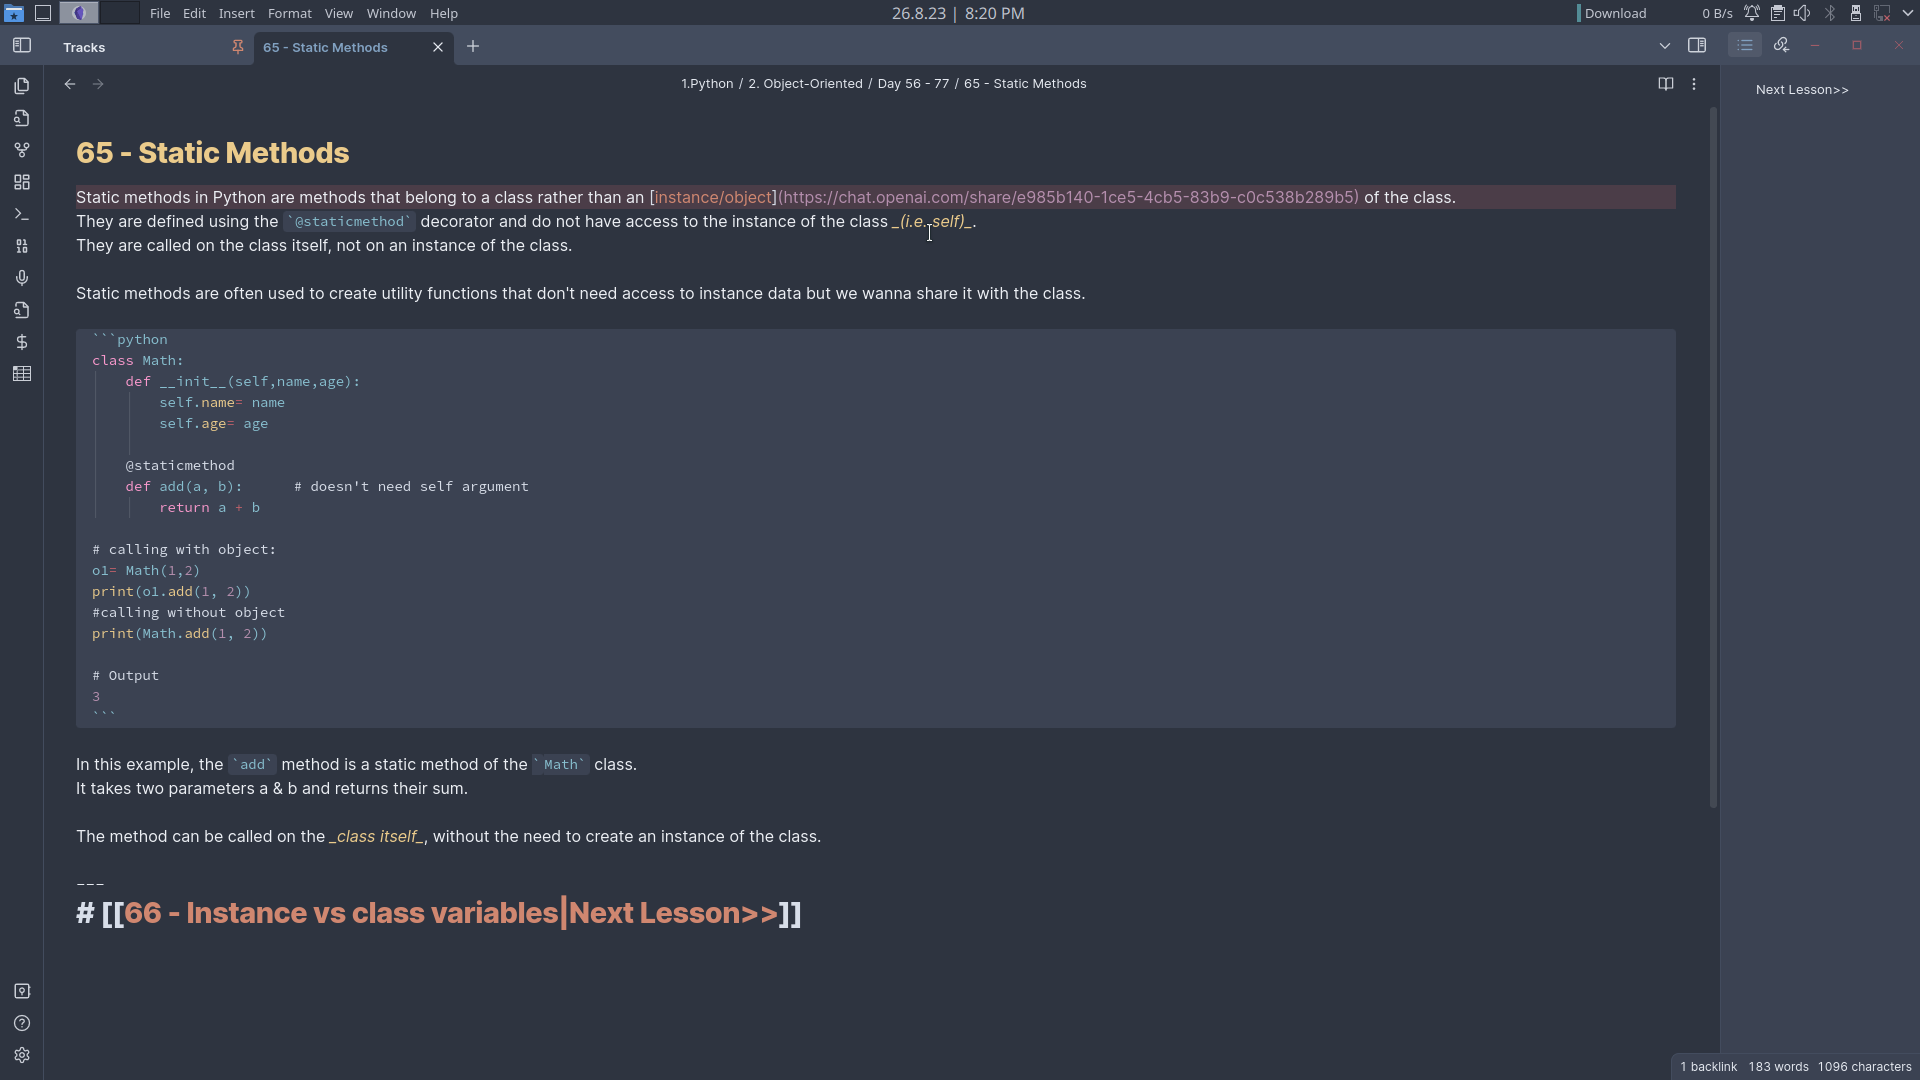 File Edit Insert Format View Window Help
26.8.23 | 8:20 PM
Download 0 B/s
Tracks
65 - Static Methods
1.Python / 2. Object-Oriented / Day 56 - 77 / 65 - Static Methods
Next Lesson>>
65 - Static Methods
Static methods in Python are methods that belong to a class rather than an [instance/object](https://chat.openai.com/share/e985b140-1ce5-4cb5-83b9-c0c538b289b5) of the class.
They are defined using the `@staticmethod` decorator and do not have access to the instance of the class _(i.e. self)_.
They are called on the class itself, not on an instance of the class.
Static methods are often used to create utility functions that don't need access to instance data but we wanna share it with the class.
```python
class Math:
    def __init__(self,name,age):
        self.name= name
        self.age= age
    @staticmethod
    def add(a, b):      # doesn't need self argument
        return a + b
# calling with object:
o1= Math(1,2)
print(o1.add(1, 2))
#calling without object
print(Math.add(1, 2))
# Output
3
```
In this example, the `add` method is a static method of the `Math` class.
It takes two parameters a & b and returns their sum.
The method can be called on the _class itself_, without the need to create an instance of the class.
---
# [[66 - Instance vs class variables|Next Lesson>>]]
1 backlink 183 words 1096 characters